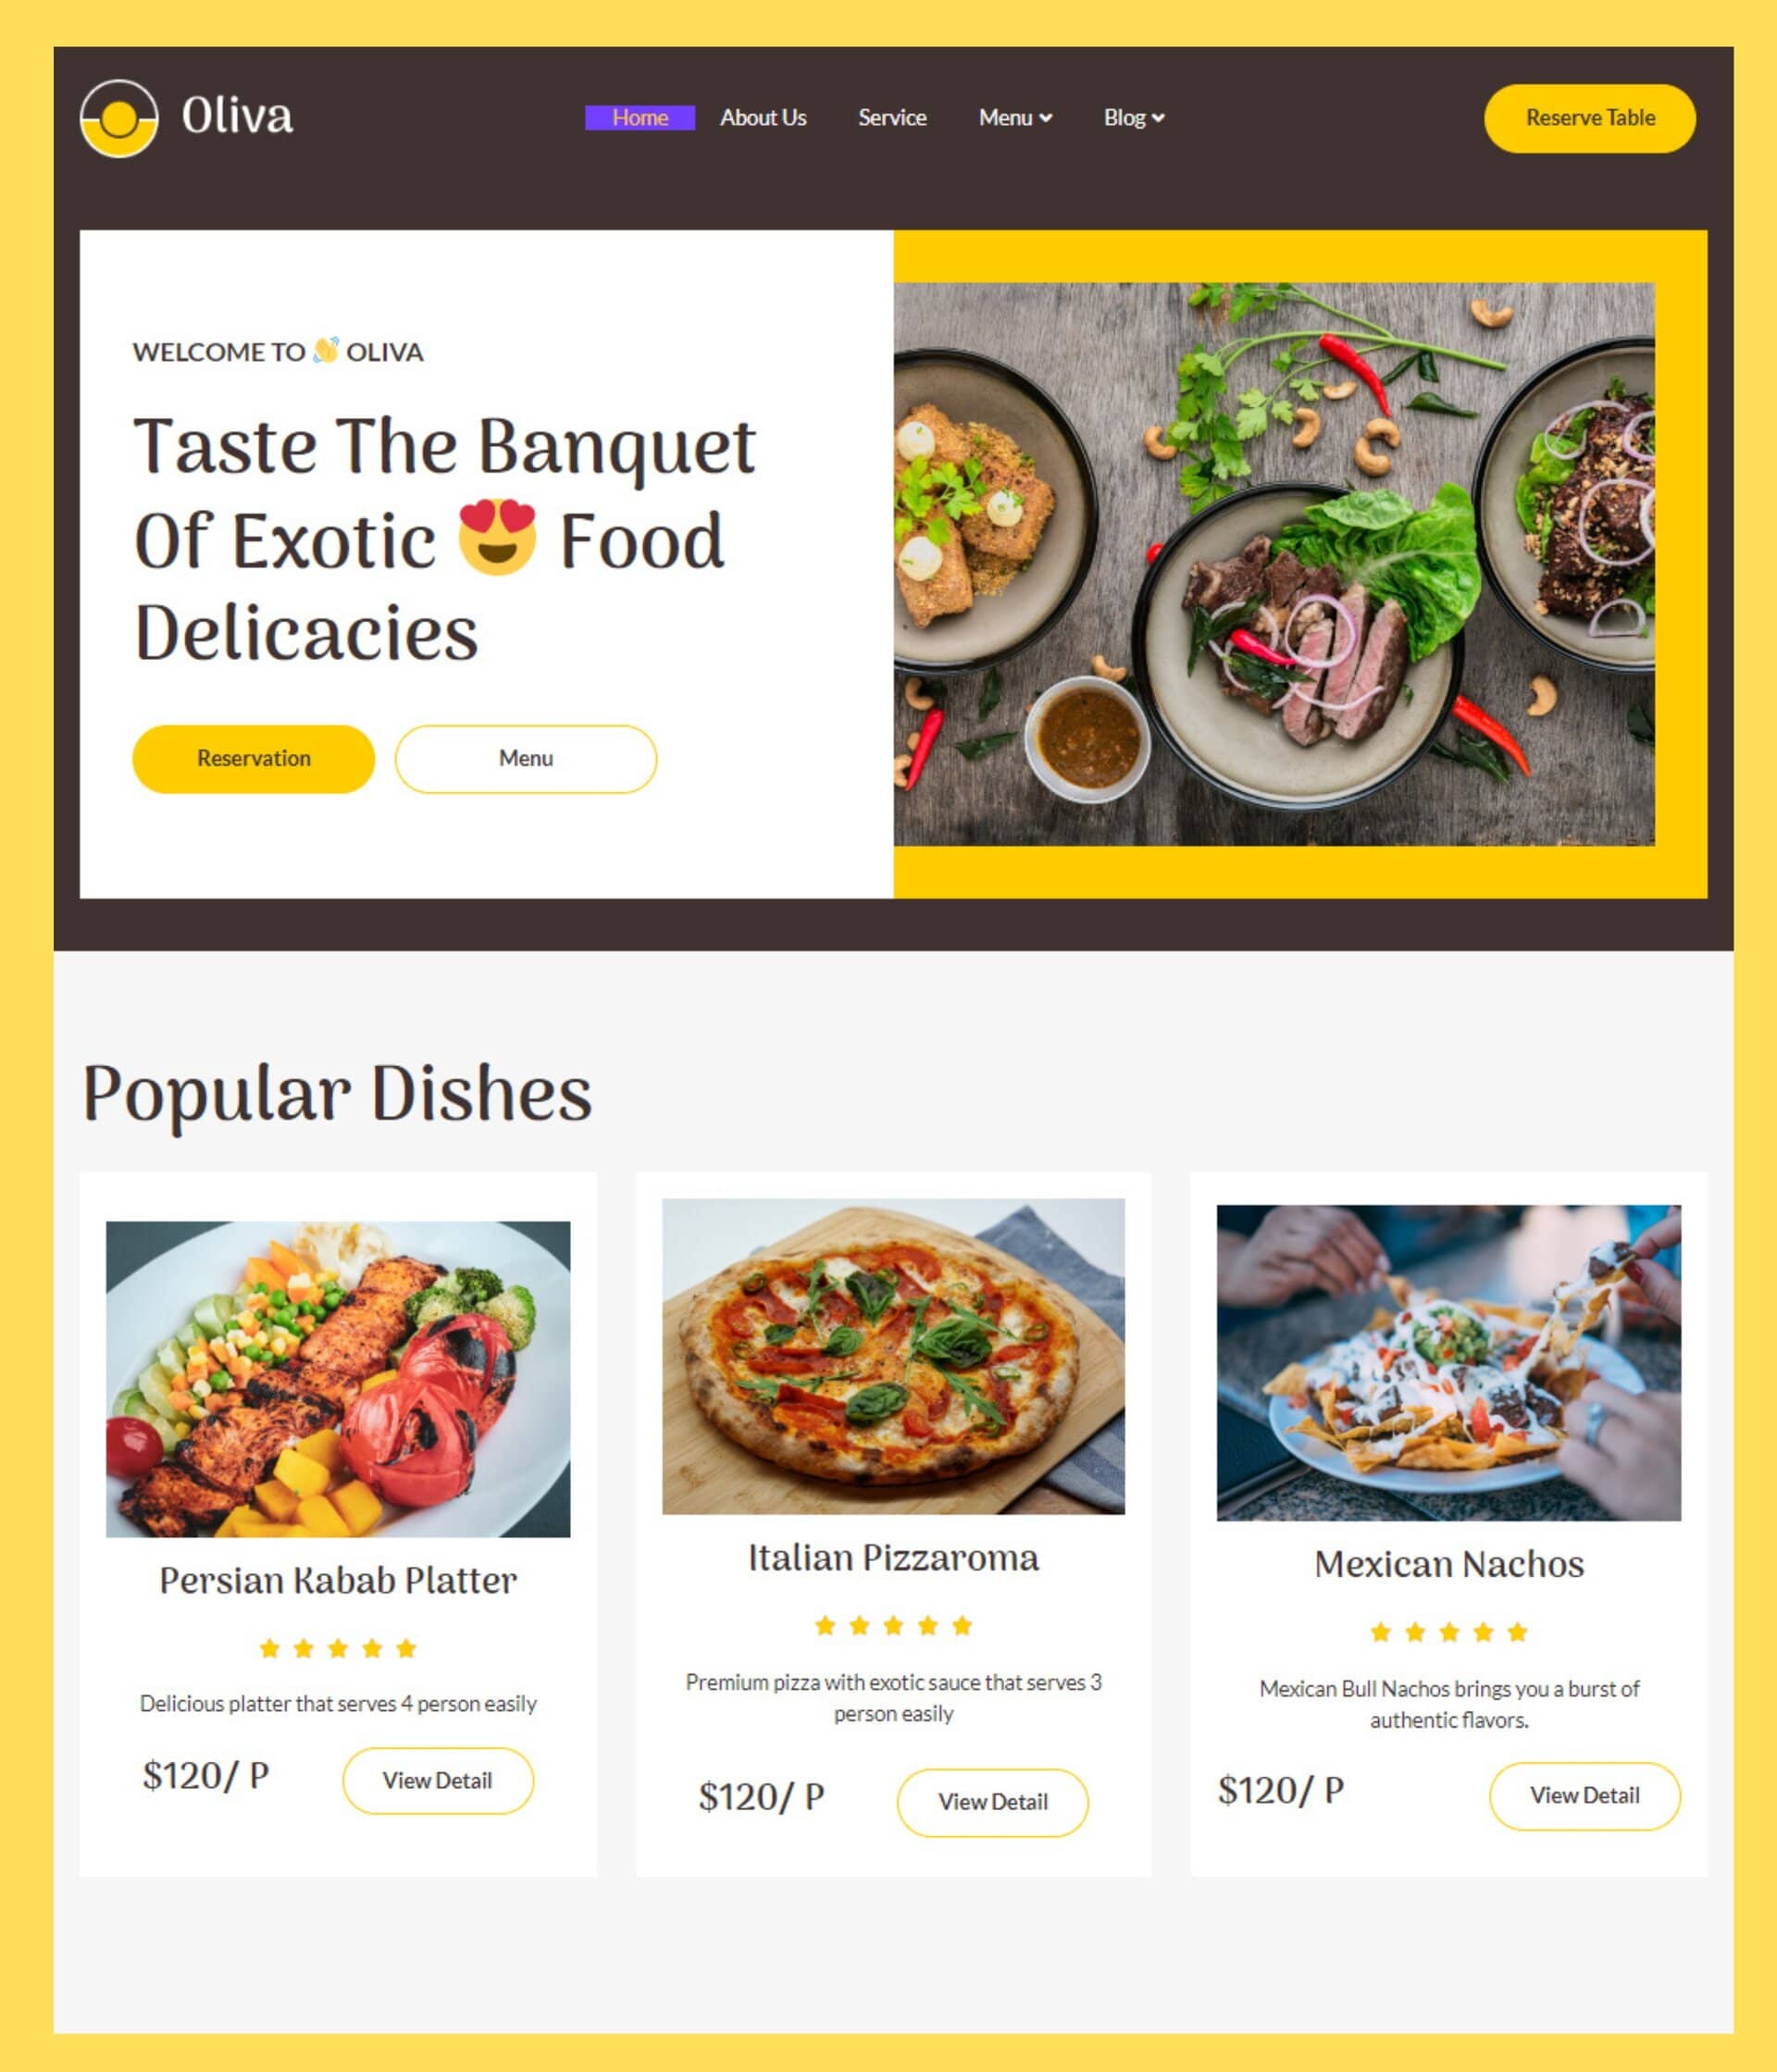 Oliva
Home About Us Service Menu Blog
Reserve Table
WELCOME TO 👋 OLIVA
Taste The Banquet
Of Exotic 😍 Food
Delicacies
Reservation Menu
Popular Dishes
Persian Kabab Platter
Delicious platter that serves 4 person easily
$120/ P View Detail
Italian Pizzaroma
Premium pizza with exotic sauce that serves 3
person easily
$120/ P View Detail
Mexican Nachos
Mexican Bull Nachos brings you a burst of
authentic flavors.
$120/ P View Detail